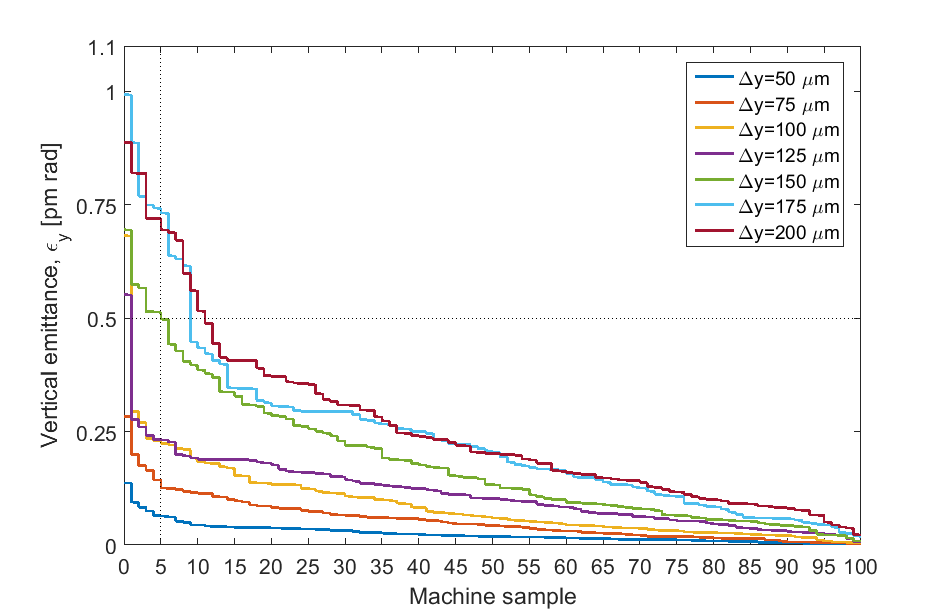 1.1
1
0.75
0.5
0.25
0
Vertical emittance, ϵ_y [pm rad]
Δy=50 μm
Δy=75 μm
Δy=100 μm
Δy=125 μm
Δy=150 μm
Δy=175 μm
Δy=200 μm
0 5 10 15 20 25 30 35 40 45 50 55 60 65 70 75 80 85 90 95 100
Machine sample